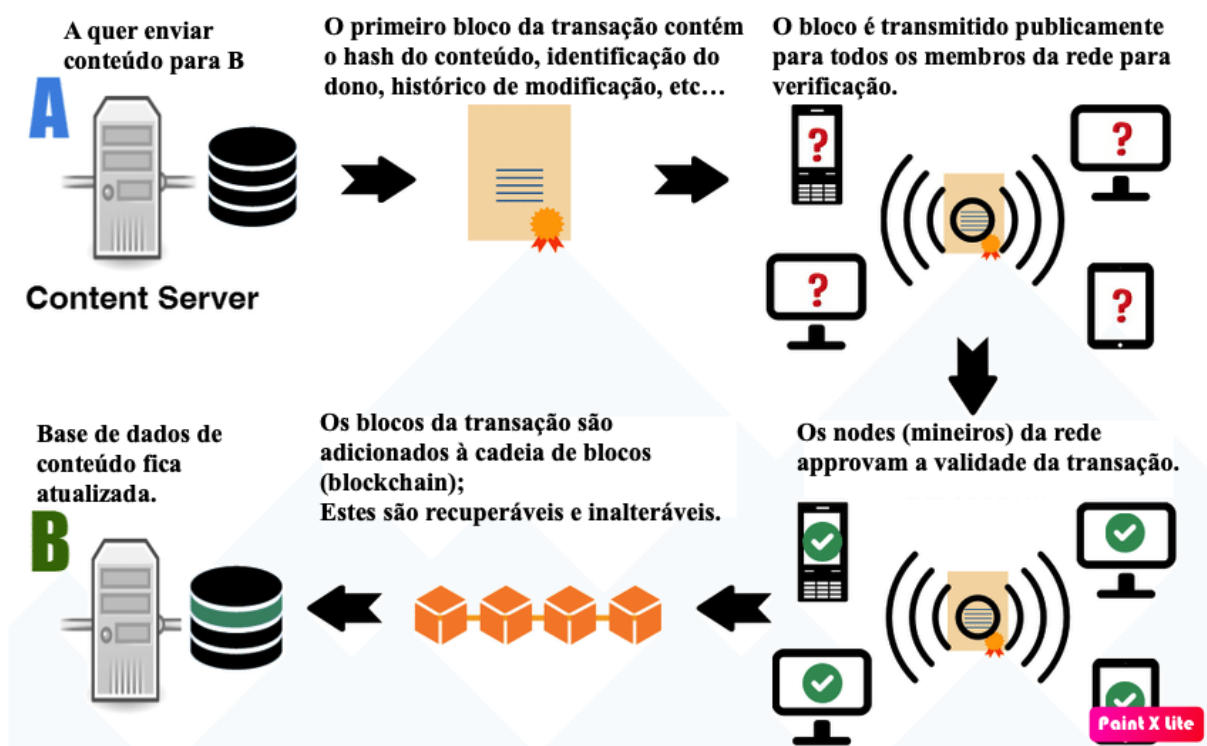 A quer enviar
conteúdo para B
O primeiro bloco da transação contém
o hash do conteúdo, identificação do
dono, histórico de modificação, etc…
O bloco é transmitido publicamente
para todos os membros da rede para
verificação.
A
?
?
?
?
Content Server
Os nodes (mineiros) da rede
approvam a validade da transação.
Os blocos da transação são
adicionados à cadeia de blocos
(blockchain);
Estes são recuperáveis e inalteráveis.
Base de dados de
conteúdo fica
atualizada.
B
Paint X Lite